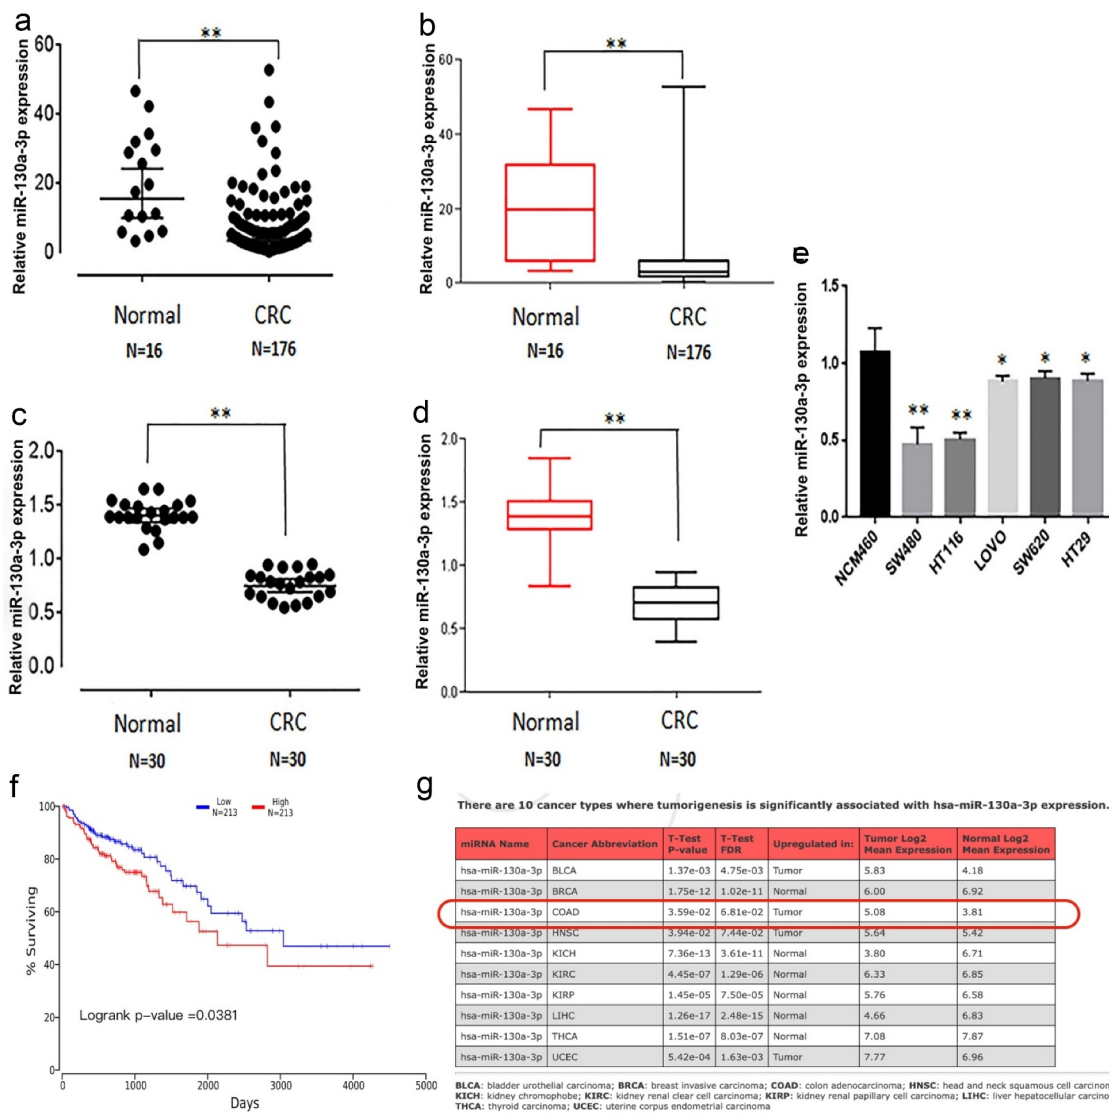 a
**
Relative miR-130a-3p expression
60
40
20
0
Normal
CRC
N=16
N=176
b
**
Relatve miR-130a-3p expression
60
40
20
0
Normal
CRC
N=16
N=176
c
**
Relative miR-130a-3p expression
2.0
1.5
1.0
0.5
0.0
Normal
CRC
N=30
N=30
d
**
Relative miR-130a-3p expression
2.0
1.5
1.0
0.5
0.0
Normal
CRC
N=30
N=30
e
Relative miR-130a-3p expression
1.5
1.0
0.5
0.0
** ** * * *
NCM460
SW480
HT116
LOVO
SW620
HT29
f
Low
N=213
High
N=213
% Surviving
100
80
60
40
20
0
Logrank p-value =0.0381
0 1000 2000 3000 4000 5000
Days
g
There are 10 cancer types where tumorigenesis is significantly associated with hsa-miR-130a-3p expression.
miRNA Name Cancer Abbreviation T-Test P-value T-Test FDR Upregulated in: Tumor Log2 Mean Expression Normal Log2 Mean Expression
hsa-miR-130a-3p BLCA 1.37e-03 4.75e-03 Tumor 5.83 4.18
hsa-miR-130a-3p BRCA 1.75e-12 1.02e-11 Normal 6.00 6.92
hsa-miR-130a-3p COAD 3.59e-02 6.81e-02 Tumor 5.08 3.81
hsa-miR-130a-3p HNSC 3.94e-02 7.44e-02 Tumor 5.64 5.42
hsa-miR-130a-3p KICH 7.36e-13 3.61e-11 Normal 3.80 6.71
hsa-miR-130a-3p KIRC 4.45e-07 1.29e-06 Normal 6.33 6.85
hsa-miR-130a-3p KIRP 1.45e-05 7.50e-05 Normal 5.76 6.58
hsa-miR-130a-3p LIHC 1.26e-17 2.48e-15 Normal 4.66 6.83
hsa-miR-130a-3p THCA 1.51e-07 8.03e-07 Normal 7.08 7.87
hsa-miR-130a-3p UCEC 5.42e-04 1.63e-03 Tumor 7.77 6.96
BLCA: bladder urothelial carcinoma; BRCA: breast invasive carcinoma; COAD: colon adenocarcinoma; HNSC: head and neck squamous cell carcinom
KICH: kidney chromophobe; KIRC: kidney renal clear cell carcinoma; KIRP: kidney renal papillary cell carcinoma; LIHC: liver hepatocellular carcino
THCA: thyroid carcinoma; UCEC: uterine corpus endometrial carcinoma